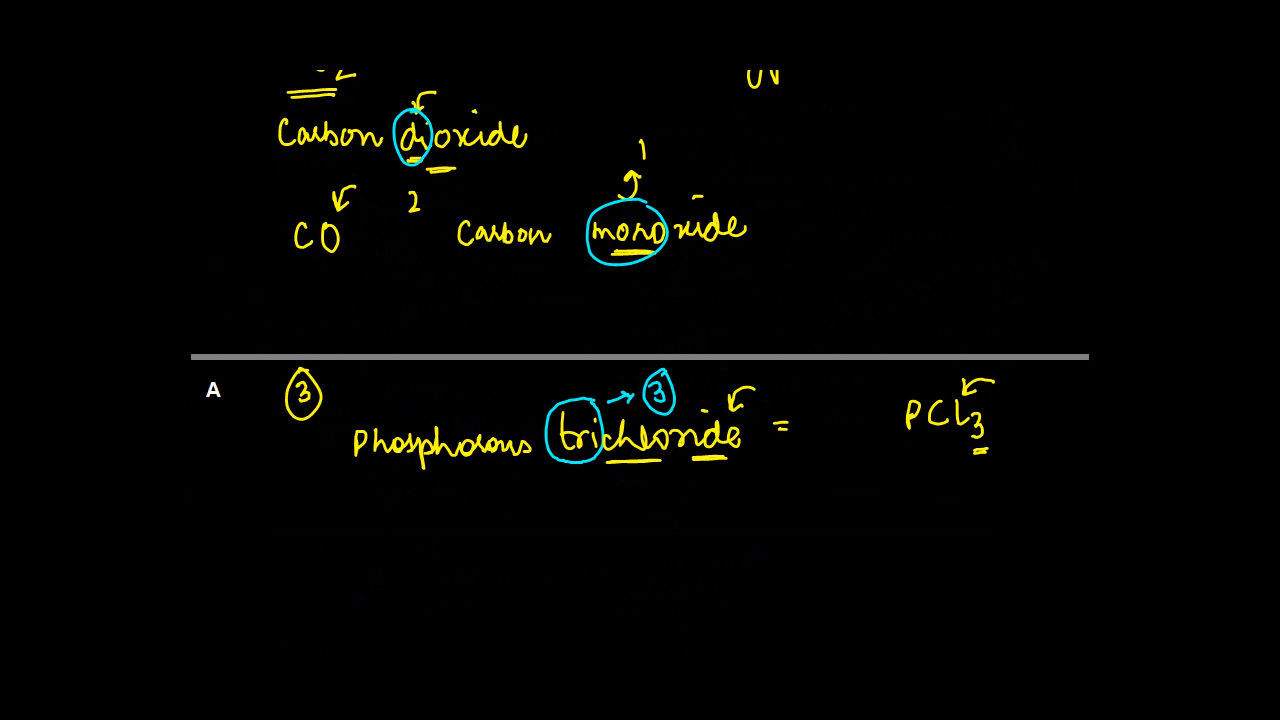 Carbon dioxide
1
2
CO Carbon monoxide
A 3 3
Phosphorous trichloride = PCl3